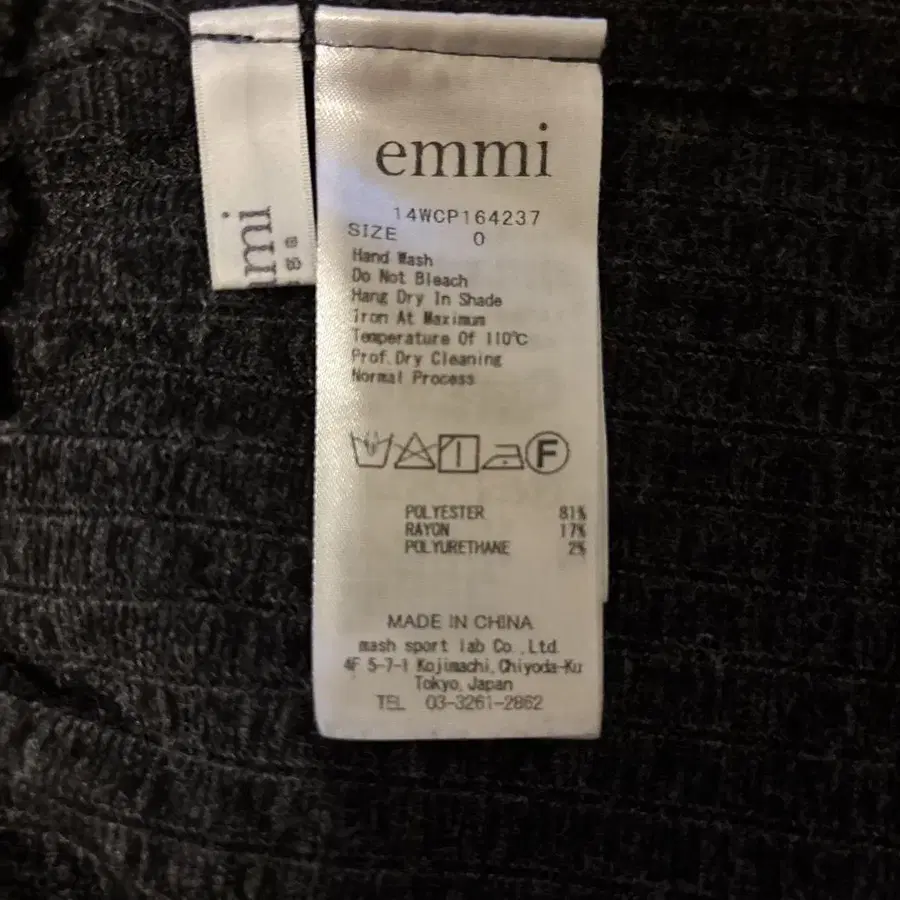 emmi
14WCP164237
SIZE 0
Hand Wash
Do Not Bleach
Hang Dry In Shade
Iron At Maximum
Temperature Of 110℃
Prof.Dry Cleaning
Normal Process
F
POLYESTER 81%
RAYON 17%
POLYURETHANE 2%
MADE IN CHINA
mash sport lab Co.,Ltd.
4F 5-7-1 Kojimachi,Chiyoda-Ku
Tokyo,Japan
TEL 03-3261-2862
mi